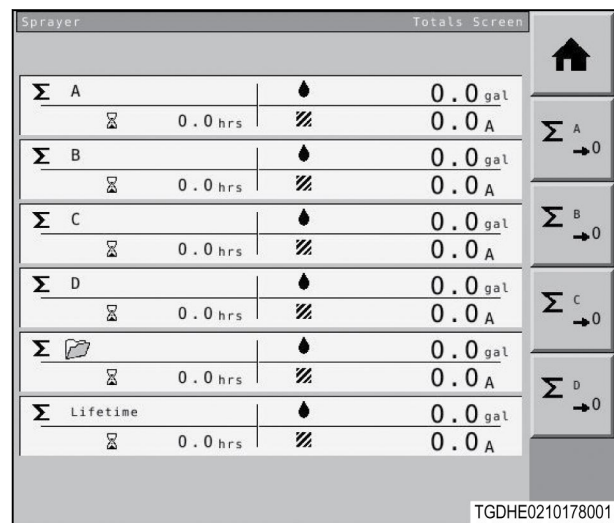 Sprayer Totals Screen
Σ A 0.0 gal
0.0 hrs 0.0 A
Σ B 0.0 gal
0.0 hrs 0.0 A
Σ C 0.0 gal
0.0 hrs 0.0 A
Σ D 0.0 gal
0.0 hrs 0.0 A
Σ 0.0 gal
0.0 hrs 0.0 A
Σ Lifetime 0.0 gal
0.0 hrs 0.0 A
Σ A →0
Σ B →0
Σ C →0
Σ D →0
TGDHE0210178001